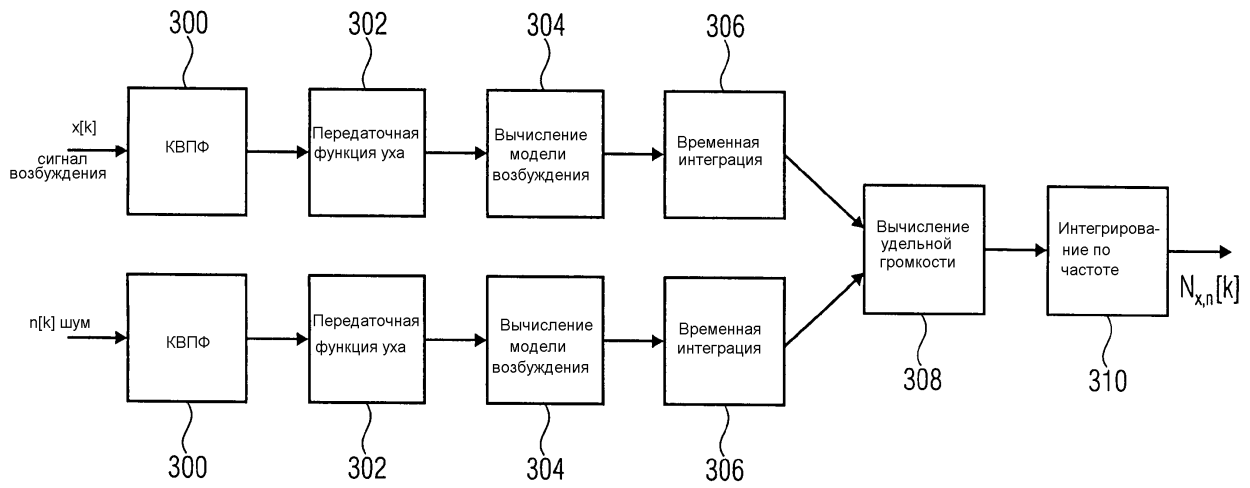 300
302
304
306
x[k]
сигнал
возбуждения
КВПФ
Передаточная
функция уха
Вычисление
модели
возбуждения
Временная
интеграция
Вычисление
удельной
громкости
Интегрирова-
ние по
частоте
Nx,n[k]
n[k] шум
КВПФ
Передаточная
функция уха
Вычисление
модели
возбуждения
Временная
интеграция
308
310
300
302
304
306